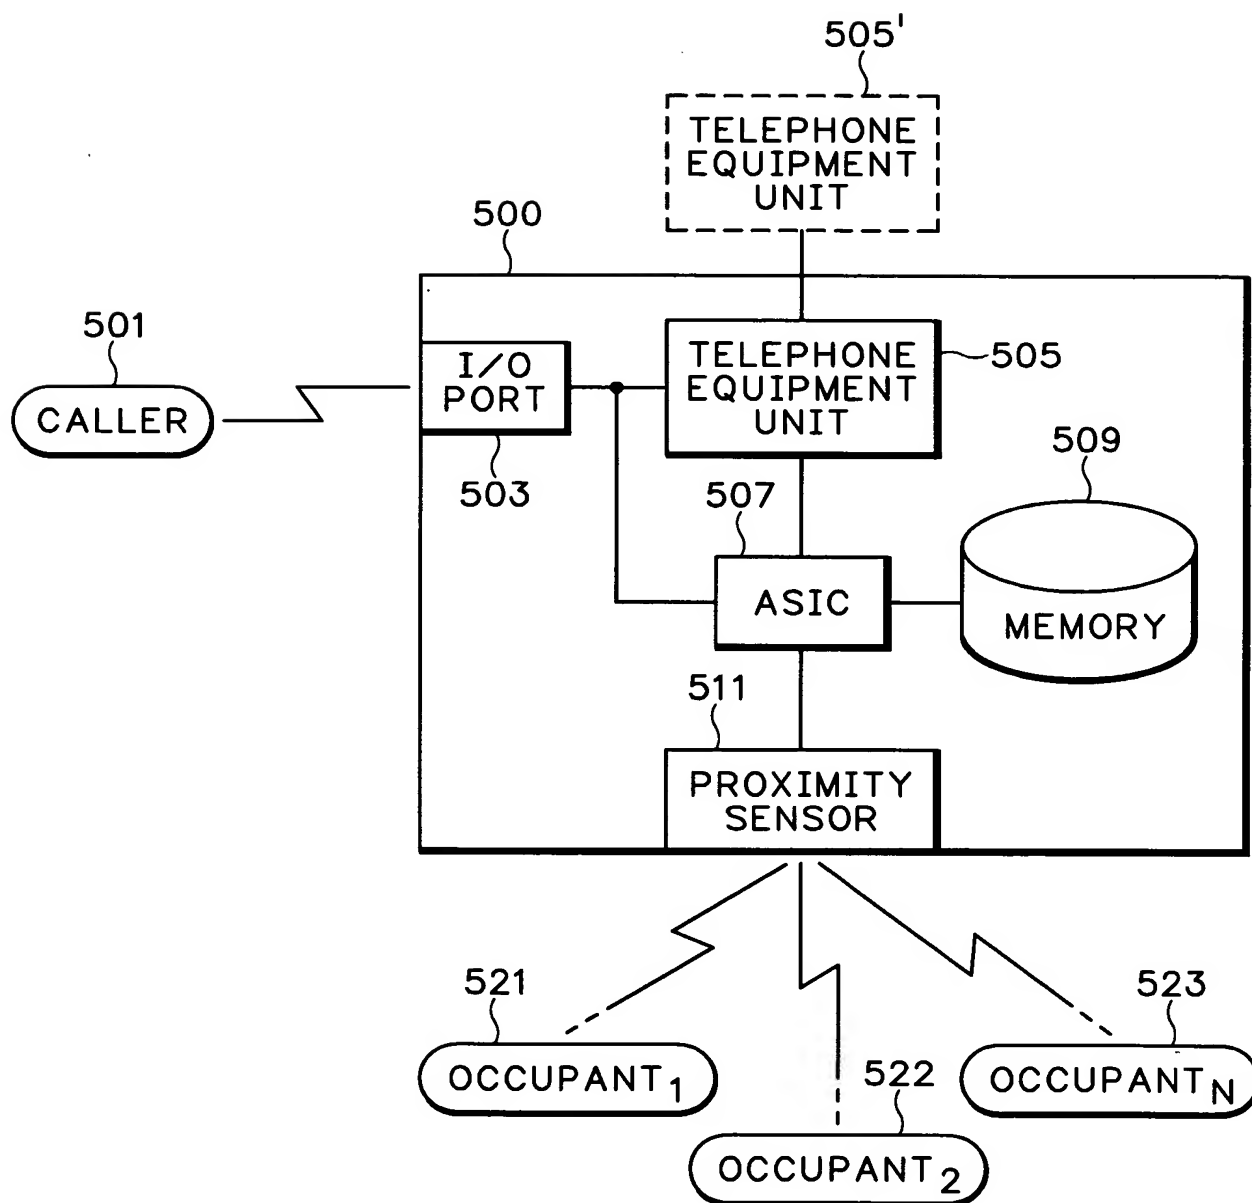 505'
TELEPHONE
EQUIPMENT
UNIT
500
501
CALLER
I/O
PORT
503
TELEPHONE
EQUIPMENT
UNIT
505
507
ASIC
509
MEMORY
511
PROXIMITY
SENSOR
521
OCCUPANT1
522
OCCUPANT2
523
OCCUPANTN